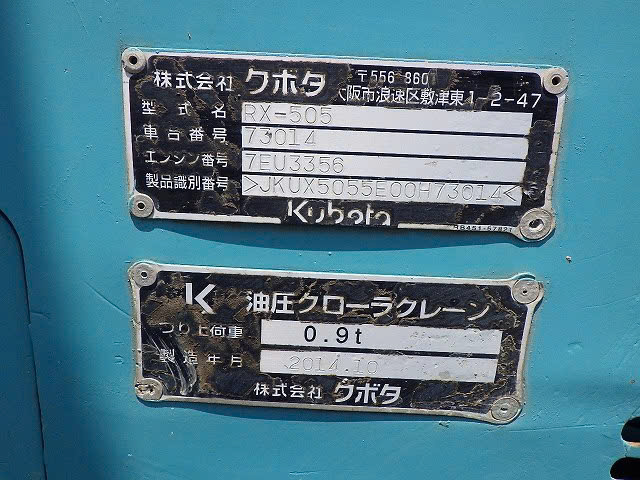 株式会社 クボタ 〒556 8601
大阪市浪速区敷津東1-2-47
型式名 RX-505
車台番号 73014
エンジン番号 7EU3356
製品識別番号 >JKUX5055E00H73014<
Kubota
RB451-57821
K 油圧クローラクレーン
つり上荷重 0.9t
製造年月 2014.10
株式会社 クボタ